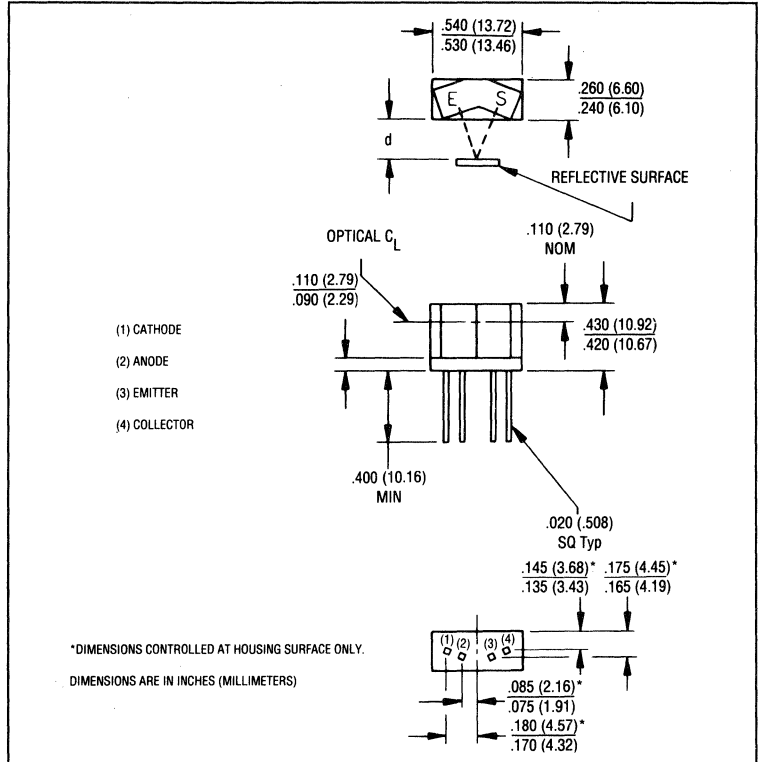 .540 (13.72)
.530 (13.46)
E S
.260 (6.60)
.240 (6.10)
d
REFLECTIVE SURFACE
OPTICAL CL
.110 (2.79)
NOM
.110 (2.79)
.090 (2.29)
(1) CATHODE
(2) ANODE
(3) EMITTER
(4) COLLECTOR
.430 (10.92)
.420 (10.67)
.400 (10.16)
MIN
.020 (.508)
SQ Typ
.145 (3.68)* .175 (4.45)*
.135 (3.43) .165 (4.19)
*DIMENSIONS CONTROLLED AT HOUSING SURFACE ONLY.
DIMENSIONS ARE IN INCHES (MILLIMETERS)
(1) (2) (3) (4)
.085 (2.16)*
.075 (1.91)
.180 (4.57)*
.170 (4.32)